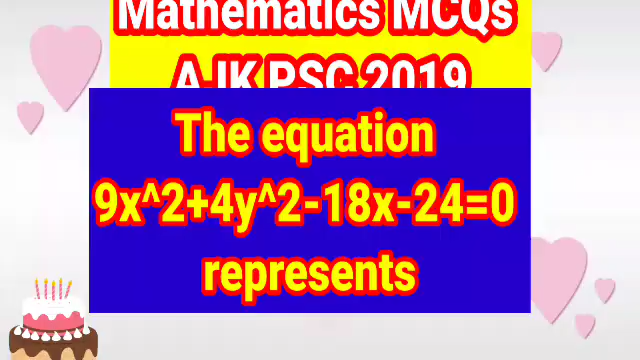 Mathematics MCQs
AJK PSC 2019
The equation
9x^2+4y^2-18x-24=0
represents